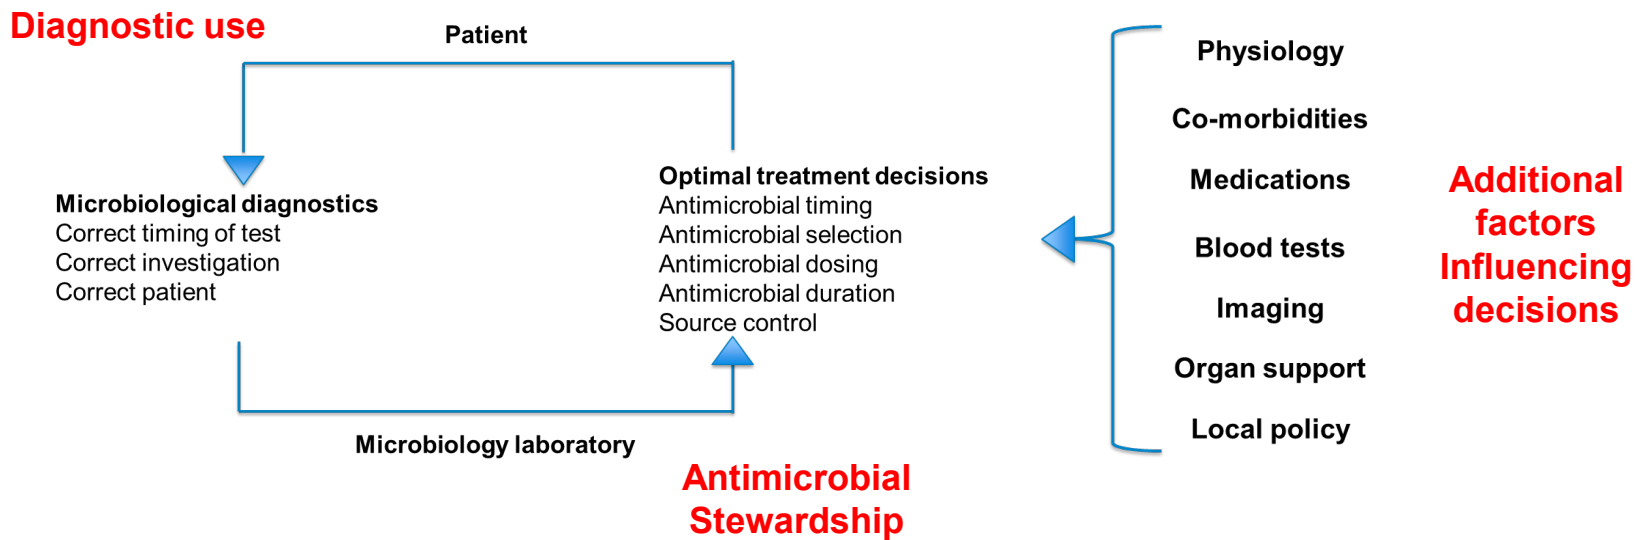 Diagnostic use
Patient
Microbiological diagnostics
Correct timing of test
Correct investigation
Correct patient
Optimal treatment decisions
Antimicrobial timing
Antimicrobial selection
Antimicrobial dosing
Antimicrobial duration
Source control
Microbiology laboratory
Antimicrobial
Stewardship
Physiology
Co-morbidities
Medications
Blood tests
Imaging
Organ support
Local policy
Additional
factors
Influencing
decisions